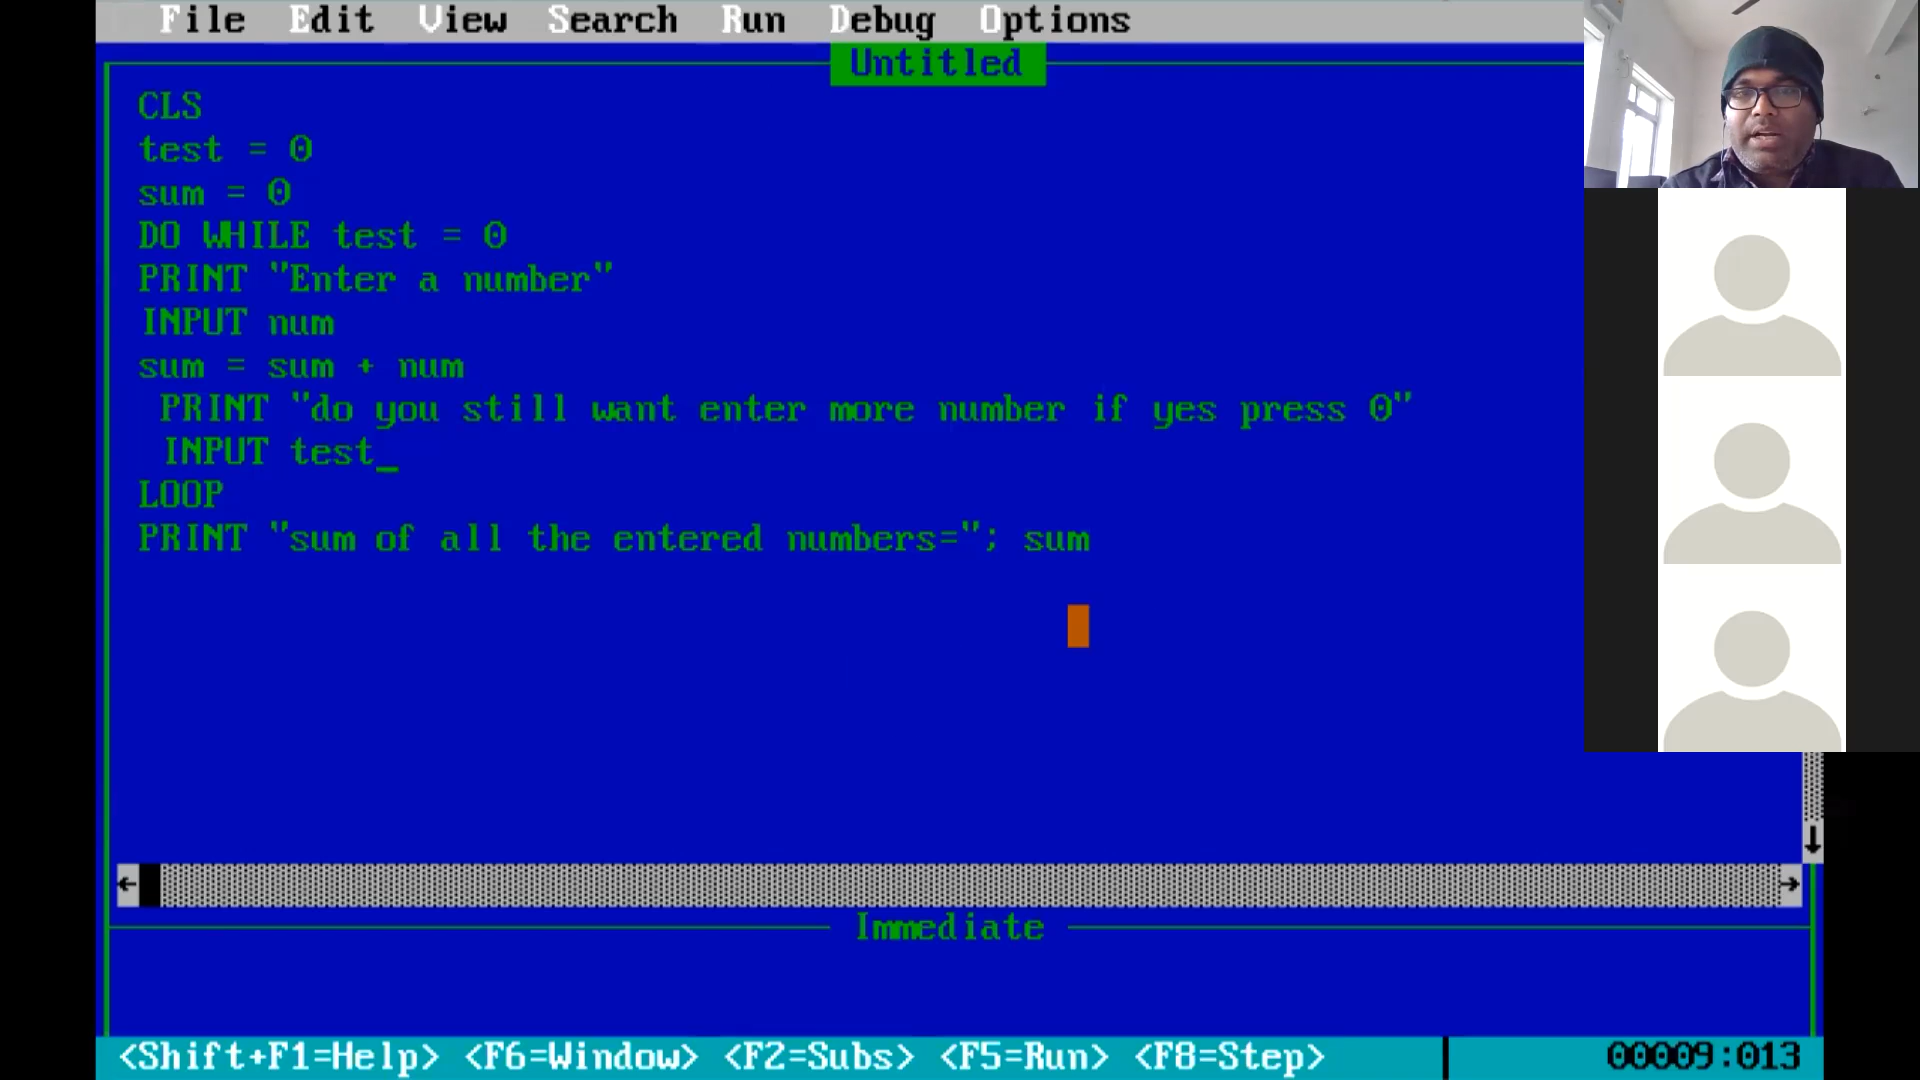 File Edit View Search Run Debug Options
Untitled
CLS
test = 0
sum = 0
DO WHILE test = 0
PRINT "Enter a number"
INPUT num
sum = sum + num
PRINT "do you still want enter more number if yes press 0"
INPUT test_
LOOP
PRINT "sum of all the entered numbers="; sum
Immediate
<Shift+F1=Help> <F6=Window> <F2=Subs> <F5=Run> <F8=Step> 00009:013